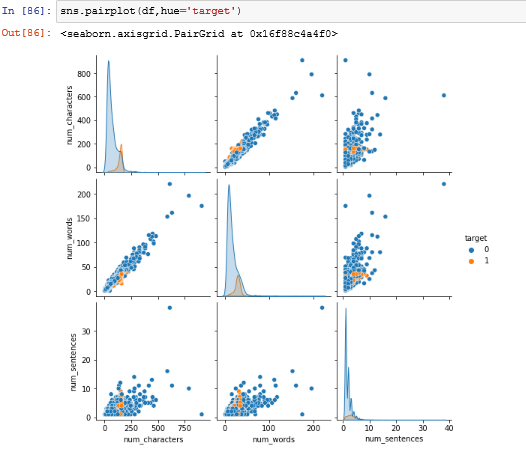 In [86]: sns.pairplot(df,hue='target')
Out[86]: <seaborn.axisgrid.PairGrid at 0x16f88c4a4f0>
num_characters
800
600
400
200
0
num_words
200
150
100
50
0
target
0
1
num_sentences
30
20
10
0
0 250 500 750
num_characters
0 100 200
num_words
0 10 20 30 40
num_sentences